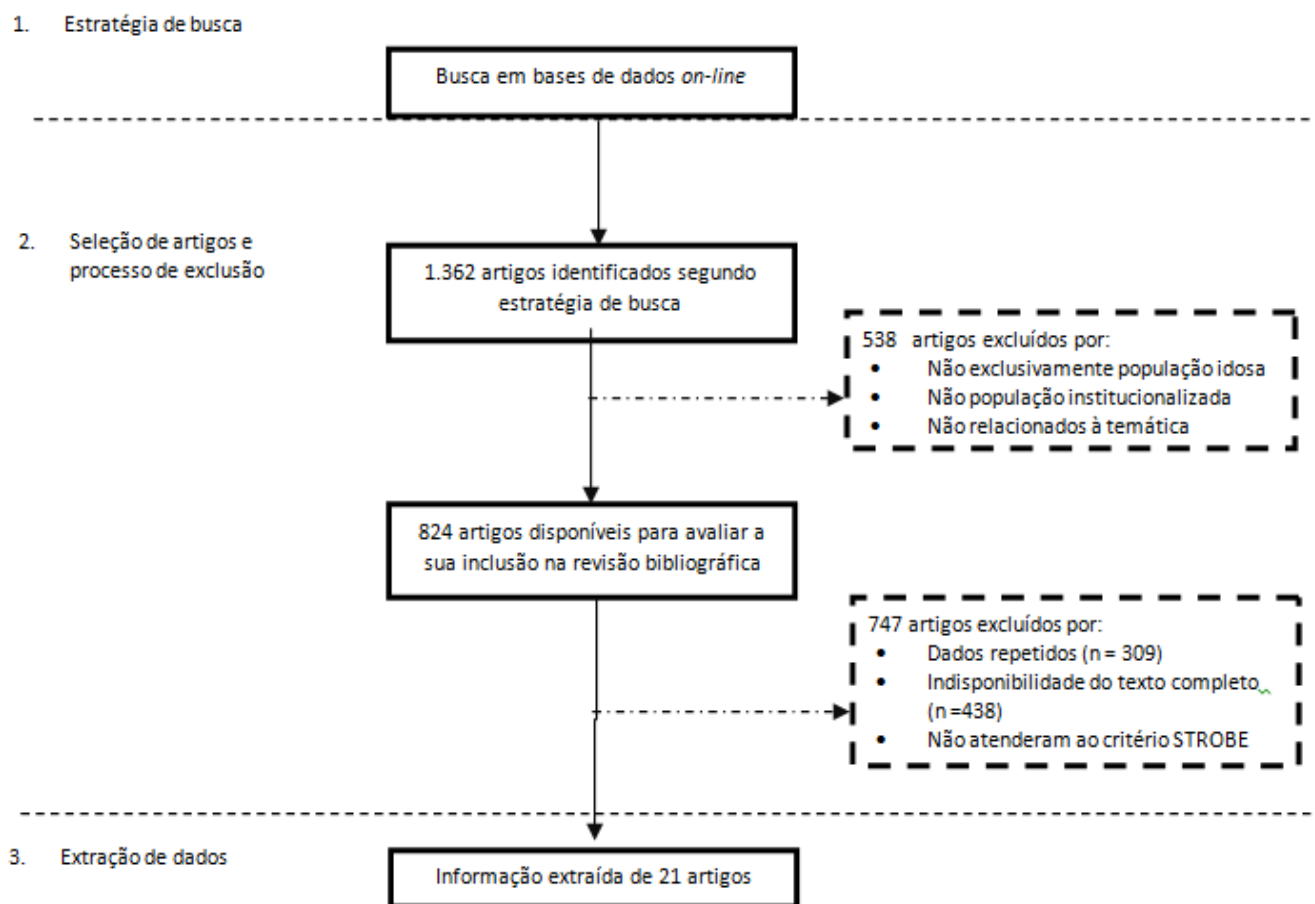 1. Estratégia de busca
Busca em bases de dados on-line
2. Seleção de artigos e
processo de exclusão
1.362 artigos identificados segundo
estratégia de busca
538 artigos excluídos por:
• Não exclusivamente população idosa
• Não população institucionalizada
• Não relacionados à temática
824 artigos disponíveis para avaliar a
sua inclusão na revisão bibliográfica
747 artigos excluídos por:
• Dados repetidos (n = 309)
• Indisponibilidade do texto completo
(n =438)
• Não atenderam ao critério STROBE
3. Extração de dados
Informação extraída de 21 artigos